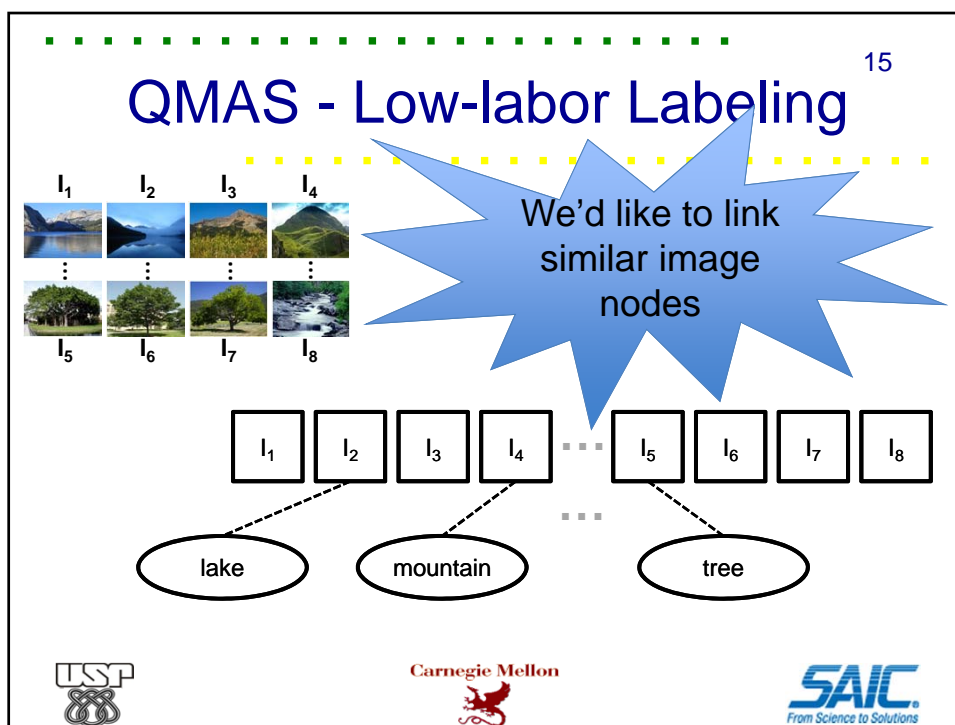 15
QMAS - Low-labor Labeling
I₁ I₂ I₃ I₄
I₅ I₆ I₇ I₈
We'd like to link
similar image
nodes
I₁ I₂ I₃ I₄ ... I₅ I₆ I₇ I₈
...
lake mountain tree
USP
Carnegie Mellon
SAIC.
From Science to Solutions